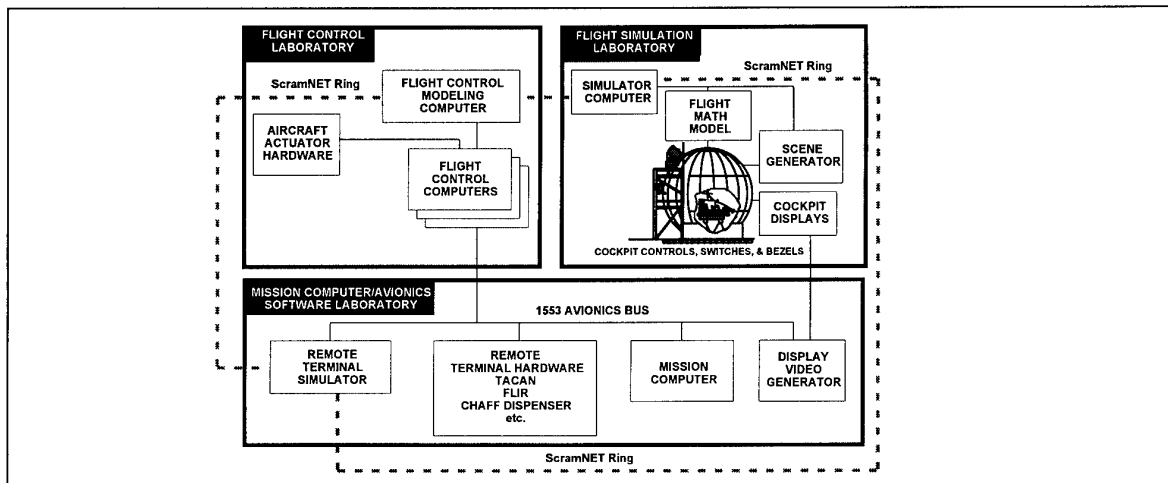 FLIGHT CONTROL
LABORATORY
ScramNET Ring
FLIGHT CONTROL
MODELING
COMPUTER
AIRCRAFT
ACTUATOR
HARDWARE
FLIGHT
CONTROL
COMPUTERS
FLIGHT SIMULATION
LABORATORY
ScramNET Ring
SIMULATOR
COMPUTER
FLIGHT
MATH
MODEL
SCENE
GENERATOR
COCKPIT
DISPLAYS
COCKPIT CONTROLS, SWITCHES, & BEZELS
MISSION COMPUTER/AVIONICS
SOFTWARE LABORATORY
1553 AVIONICS BUS
REMOTE
TERMINAL
SIMULATOR
REMOTE
TERMINAL HARDWARE
TACAN
FLIR
CHAFF DISPENSER
etc.
MISSION
COMPUTER
DISPLAY
VIDEO
GENERATOR
ScramNET Ring